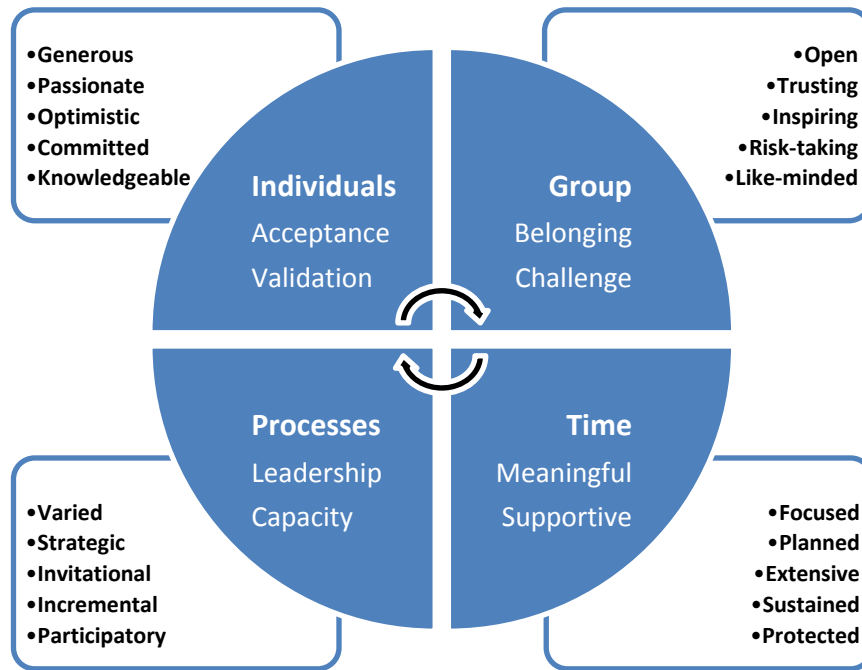 •Generous
•Passionate
•Optimistic
•Committed
•Knowledgeable
Individuals
Acceptance
Validation
•Open
•Trusting
•Inspiring
•Risk-taking
•Like-minded
Group
Belonging
Challenge
Processes
Leadership
Capacity
•Varied
•Strategic
•Invitational
•Incremental
•Participatory
Time
Meaningful
Supportive
•Focused
•Planned
•Extensive
•Sustained
•Protected